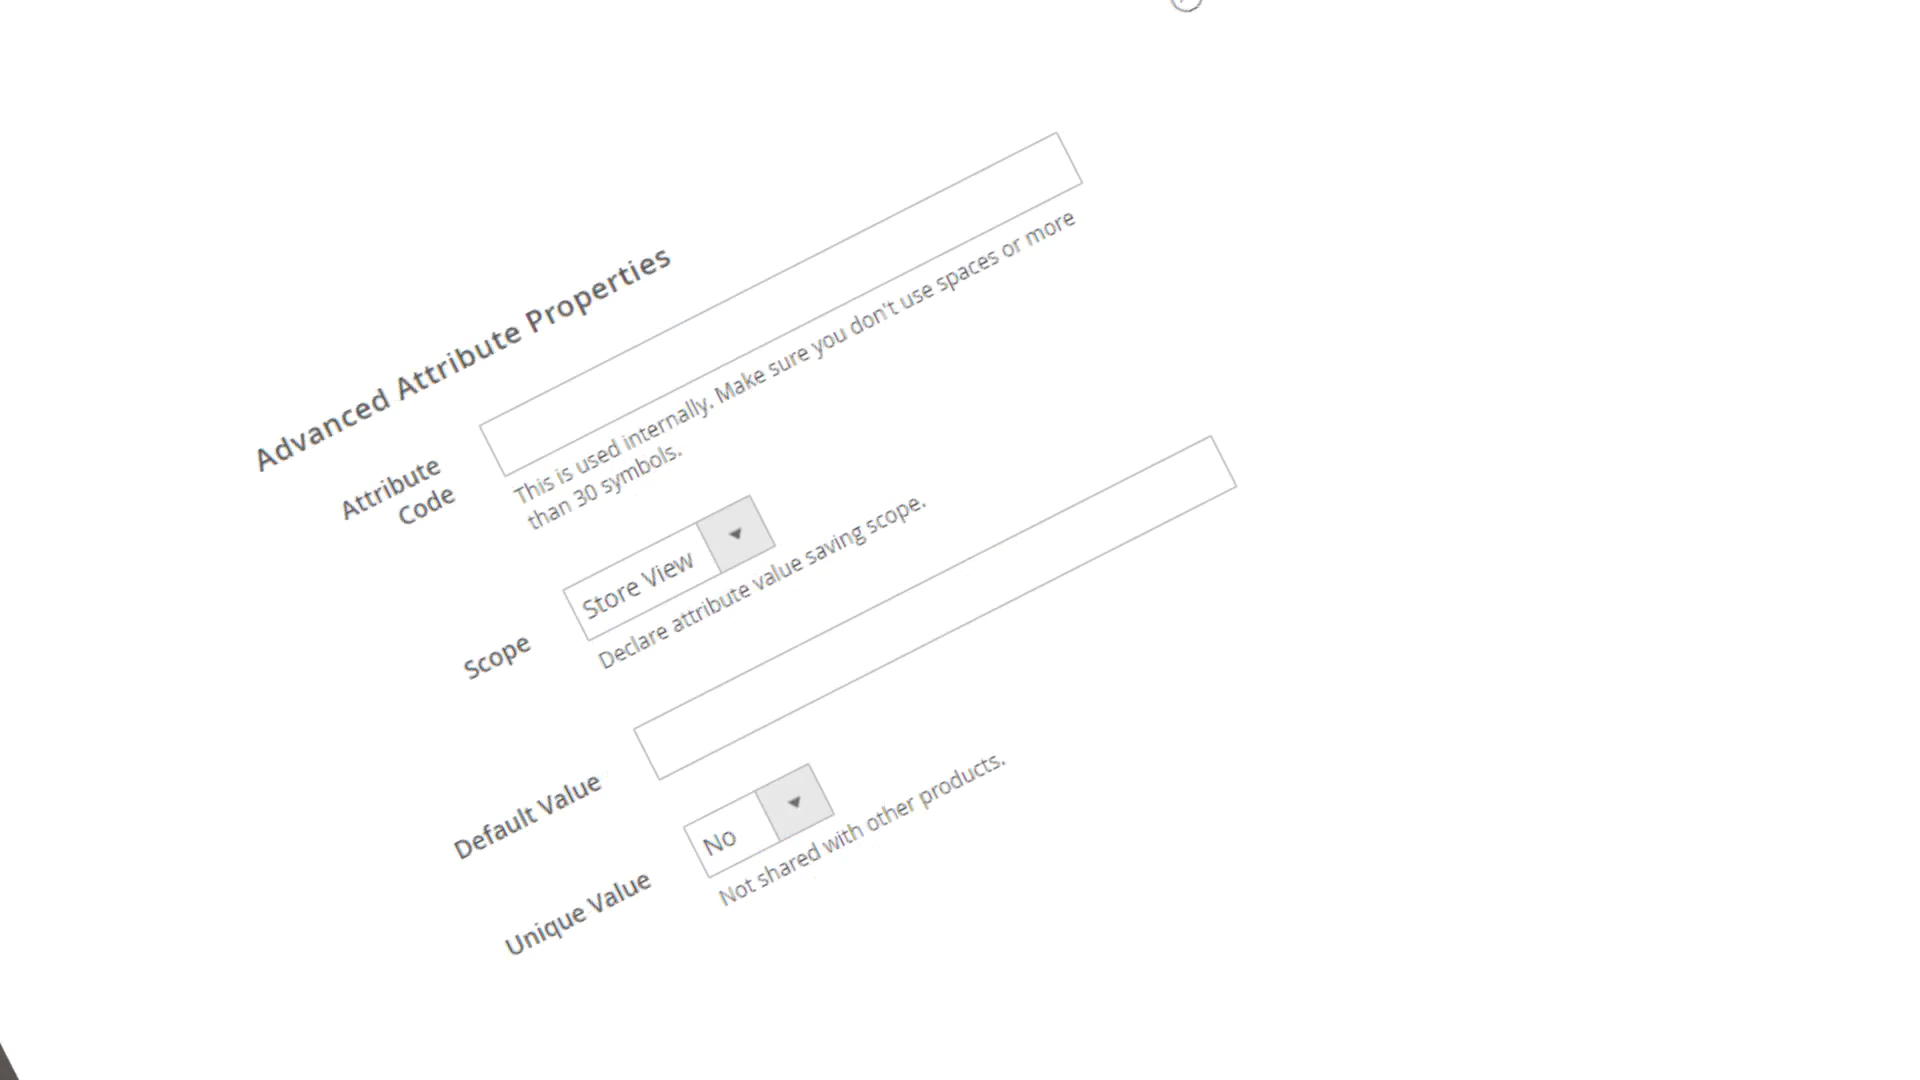 Advanced Attribute Properties
Attribute
Code
This is used internally. Make sure you don't use spaces or more
than 30 symbols.
Scope
Store View
Declare attribute value saving scope.
Default Value
Unique Value
No
Not shared with other products.